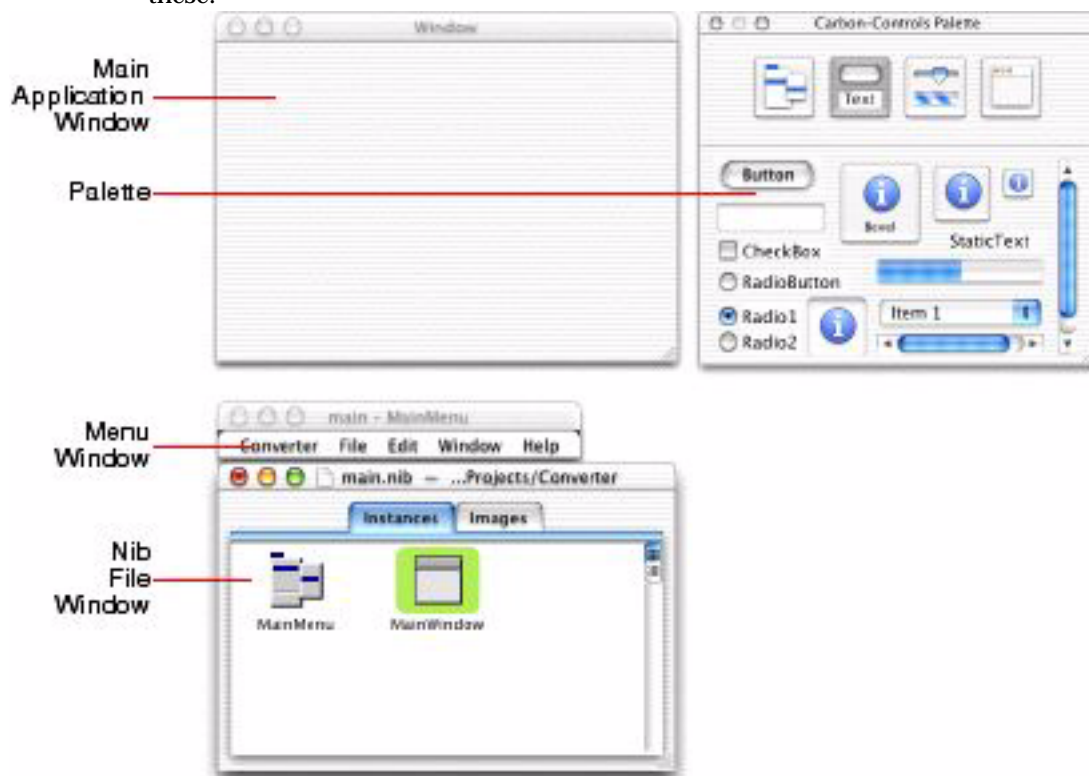 these.
Window
Carbon-Controls Palette
Main
Application
Window
Text
Palette
Button
Bevel
StaticText
CheckBox
RadioButton
Radio1
Item 1
Radio2
Menu
Window
main - MainMenu
Converter File Edit Window Help
main.nib — ...Projects/Converter
Instances Images
Nib
File
Window
MainMenu MainWindow